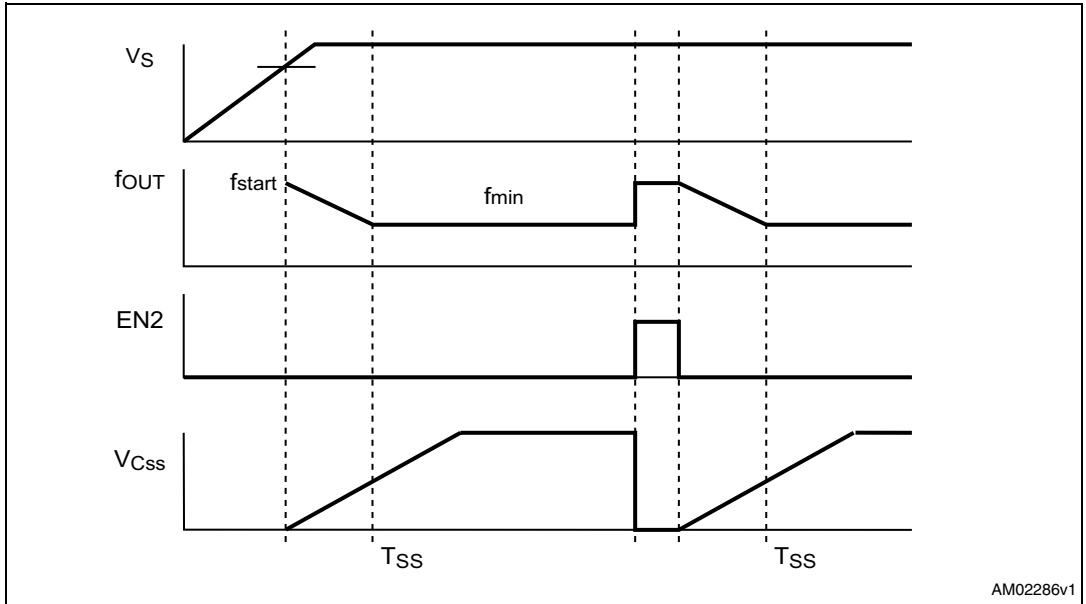 VS
fOUT
fstart
fmin
EN2
VCss
TSS
TSS
AM02286v1